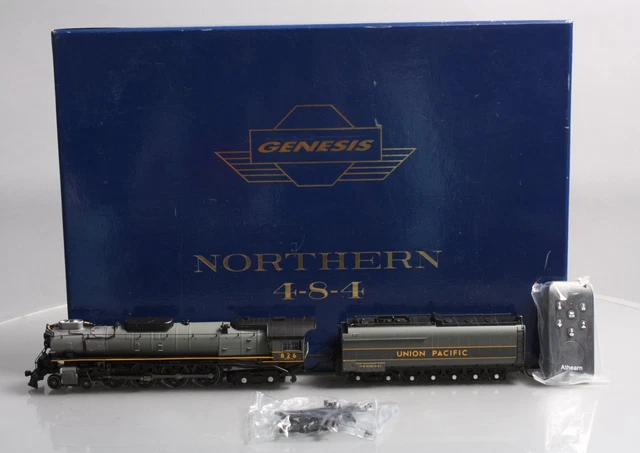 GENESIS
NORTHERN
4-8-4
826
UNION PACIFIC
Athearn